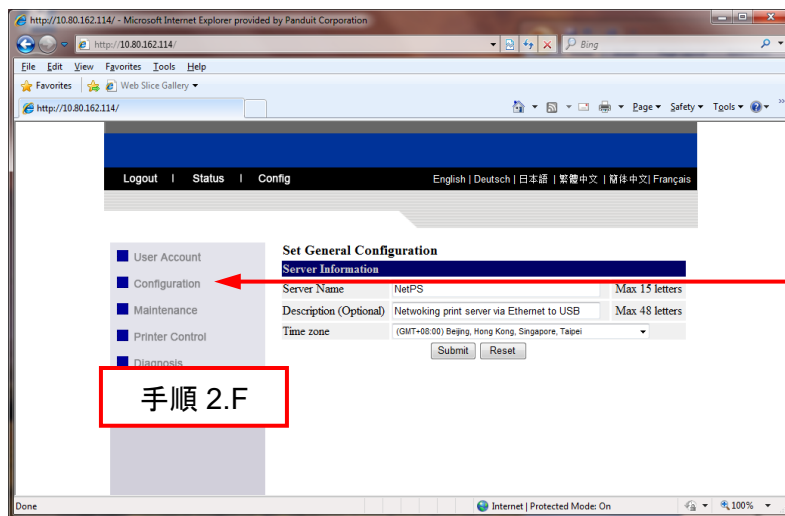 http://10.80.162.114/ - Microsoft Internet Explorer provided by Panduit Corporation
http://10.80.162.114/
Bing
File Edit View Favorites Tools Help
Favorites Web Slice Gallery
http://10.80.162.114/
Page Safety Tools
Logout | Status | Config
English | Deutsch | 日本語 | 繁體中文 | 簡体中文| Français
User Account
Configuration
Maintenance
Printer Control
Diagnosis
Set General Configuration
Server Information
Server Name NetPS Max 15 letters
Description (Optional) Netwoking print server via Ethernet to USB Max 48 letters
Time zone (GMT+08:00) Beijing, Hong Kong, Singapore, Taipei
Submit Reset
手順 2.F
Done Internet | Protected Mode: On 100%